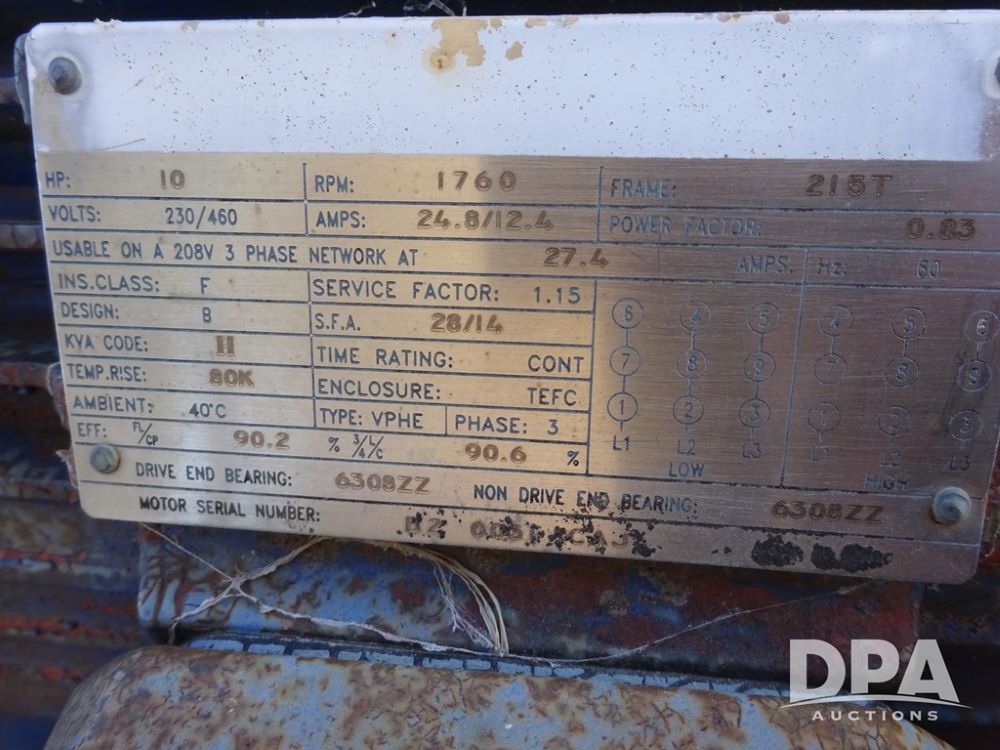 HP: 10 RPM: 1760 FRAME: 215T
VOLTS: 230/460 AMPS: 24.8/12.4 POWER FACTOR: 0.83
USABLE ON A 208V 3 PHASE NETWORK AT 27.4 AMPS. Hz: 60
INS.CLASS: F SERVICE FACTOR: 1.15
DESIGN: B S.F.A. 28/14
KVA CODE: H TIME RATING: CONT
TEMP.RISE: 80K ENCLOSURE: TEFC
AMBIENT: 40°C TYPE: VPHE PHASE: 3
EFF: FL/CP 90.2 % 3/4 L/C 90.6 %
6 4 5 4 5 6
7 8 9 7 8 9
1 2 3 1 2 3
L1 L2 L3 L1 L2 L3
LOW HIGH
DRIVE END BEARING: 6308ZZ NON DRIVE END BEARING: 6308ZZ
MOTOR SERIAL NUMBER:
DPA
AUCTIONS